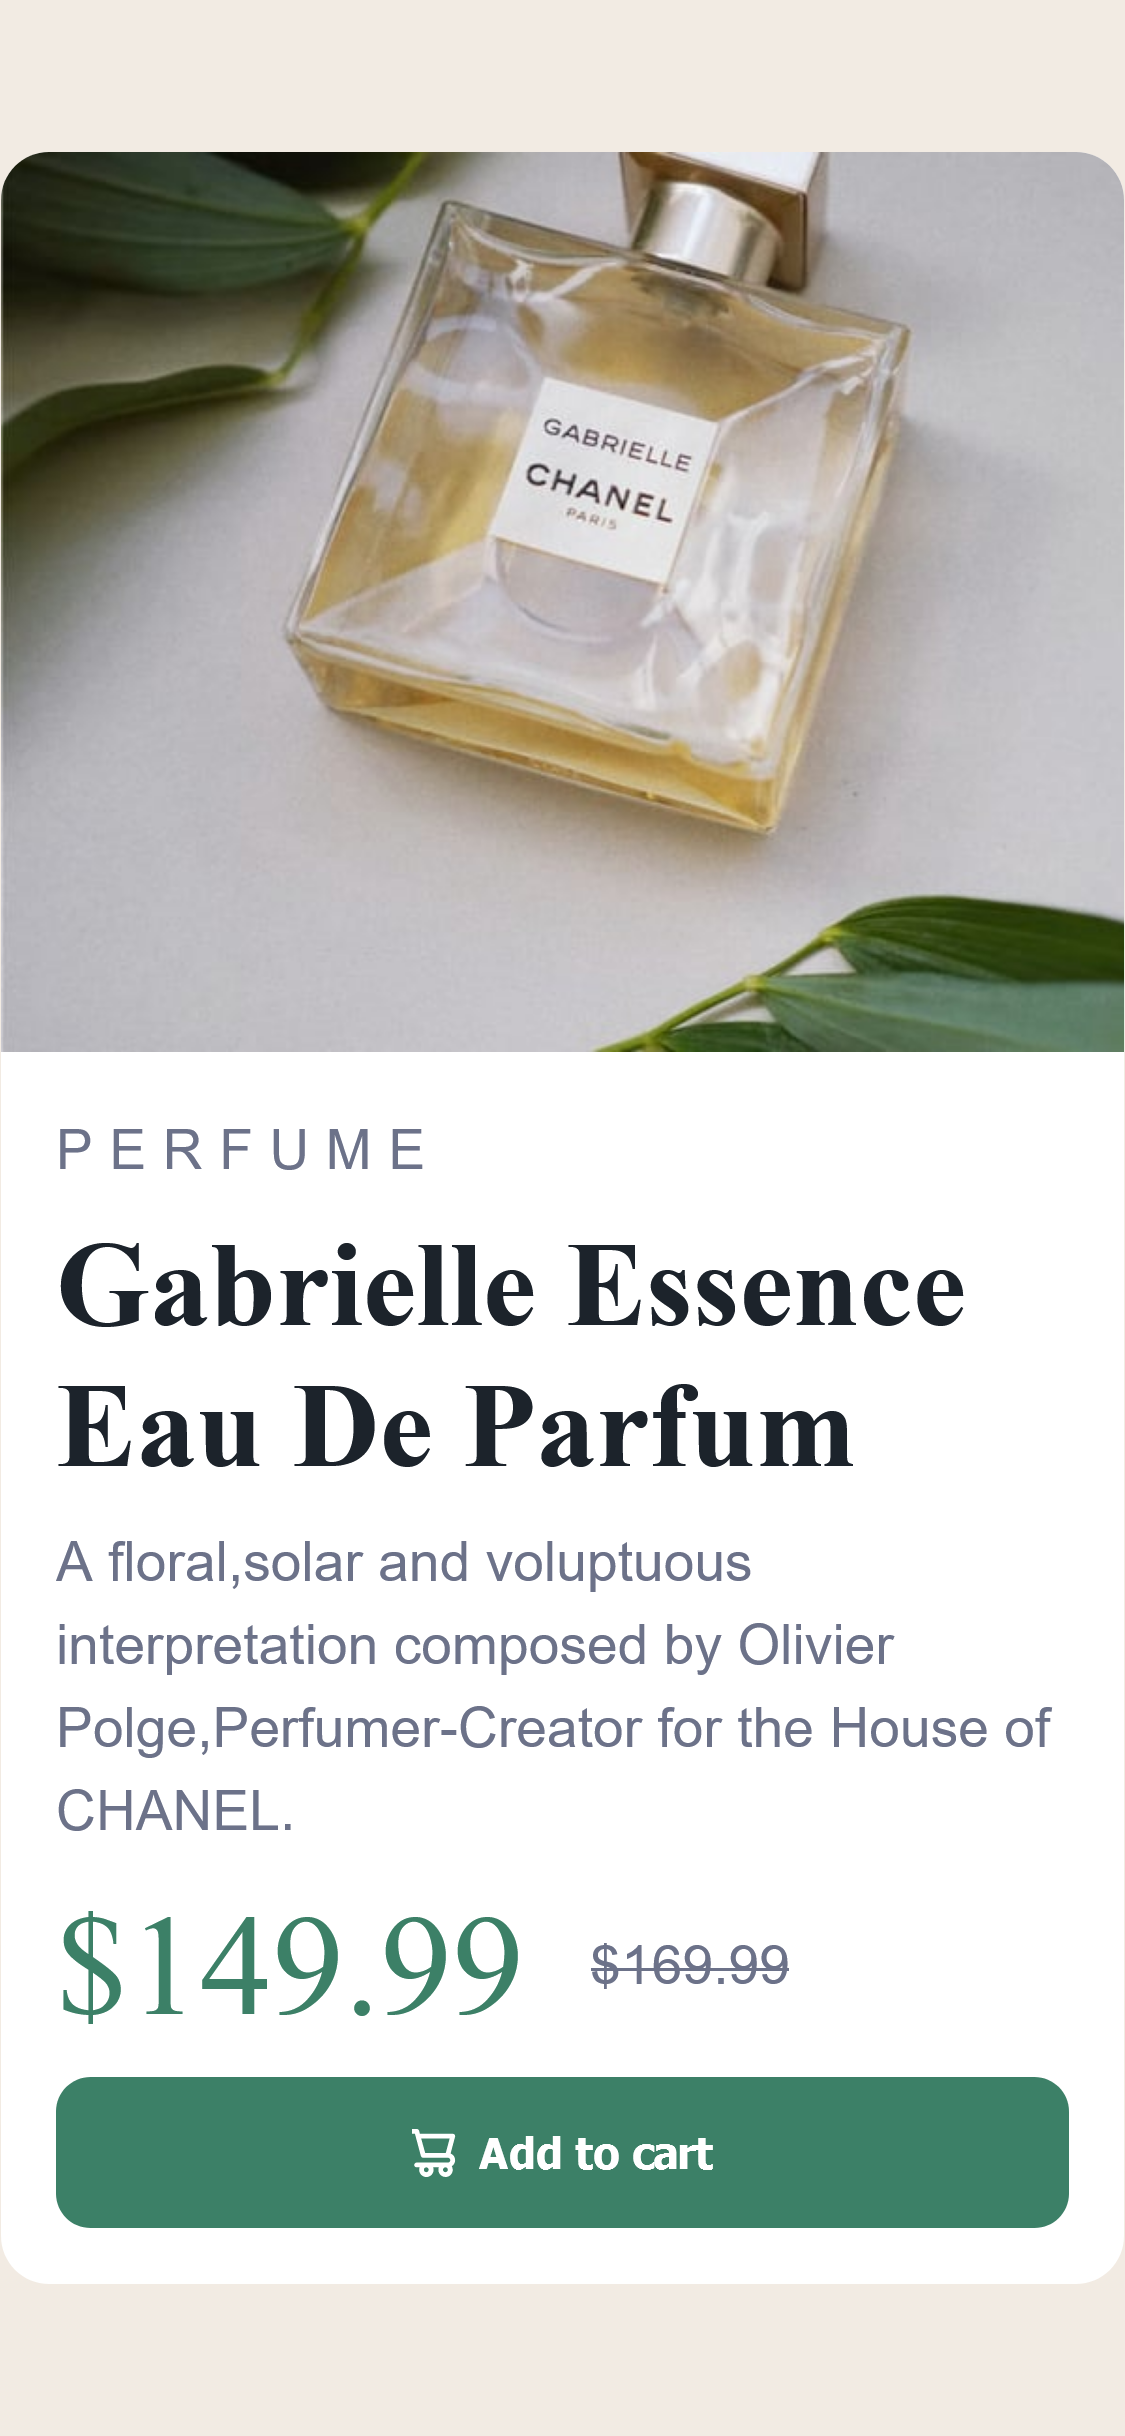 GABRIELLE
CHANEL
PARIS
PERFUME
Gabrielle Essence
Eau De Parfum
A floral,solar and voluptuous
interpretation composed by Olivier
Polge,Perfumer-Creator for the House of
CHANEL.
$149.99 $169.99
Add to cart